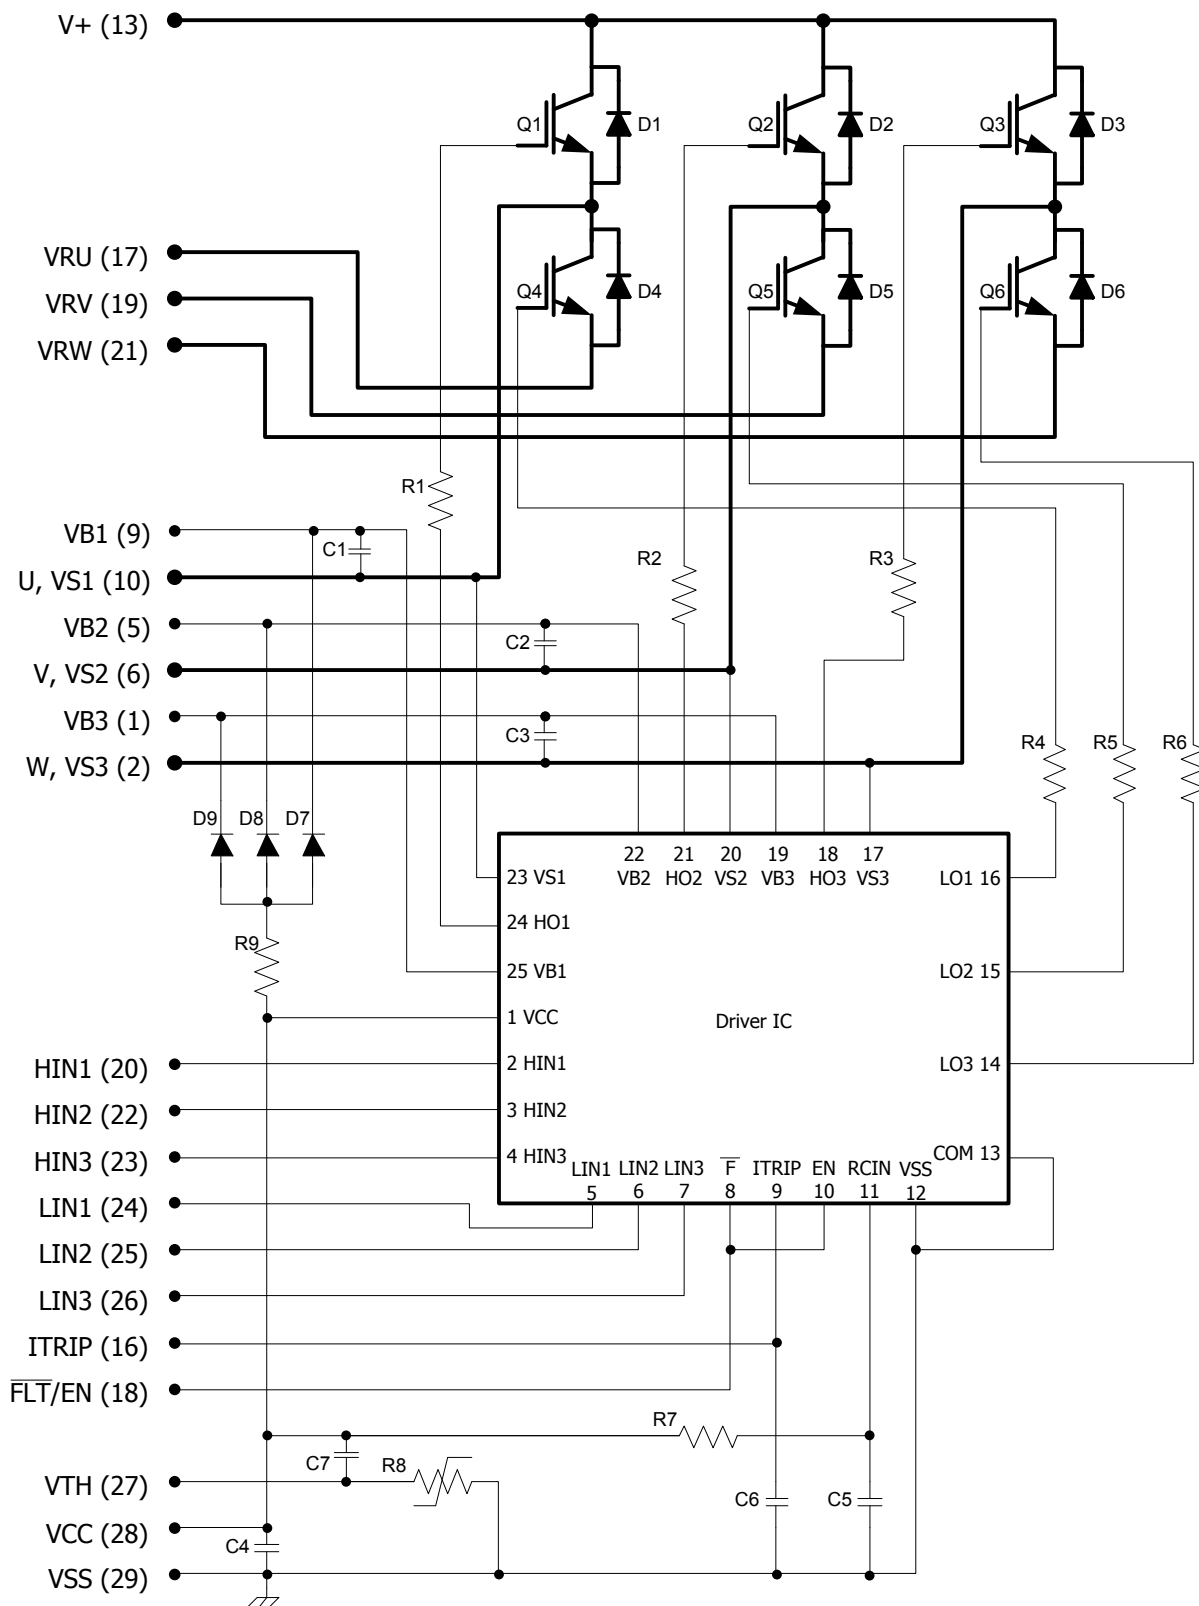 V+ (13)
Q1
D1
Q2
D2
Q3
D3
VRU (17)
VRV (19)
VRW (21)
Q4
D4
Q5
D5
Q6
D6
R1
VB1 (9)
C1
U, VS1 (10)
R2
R3
VB2 (5)
C2
V, VS2 (6)
VB3 (1)
C3
W, VS3 (2)
R4
R5
R6
D9
D8
D7
22
21
20
19
18
17
VB2
HO2
VS2
VB3
HO3
VS3
23 VS1
LO1 16
24 HO1
R9
25 VB1
LO2 15
1 VCC
Driver IC
HIN1 (20)
2 HIN1
LO3 14
HIN2 (22)
3 HIN2
HIN3 (23)
4 HIN3
COM 13
LIN1
LIN2
LIN3
F
ITRIP
EN
RCIN
VSS
5
6
7
8
9
10
11
12
LIN1 (24)
LIN2 (25)
LIN3 (26)
ITRIP (16)
FLT/EN (18)
R7
C7
R8
VTH (27)
C6
C5
VCC (28)
C4
VSS (29)